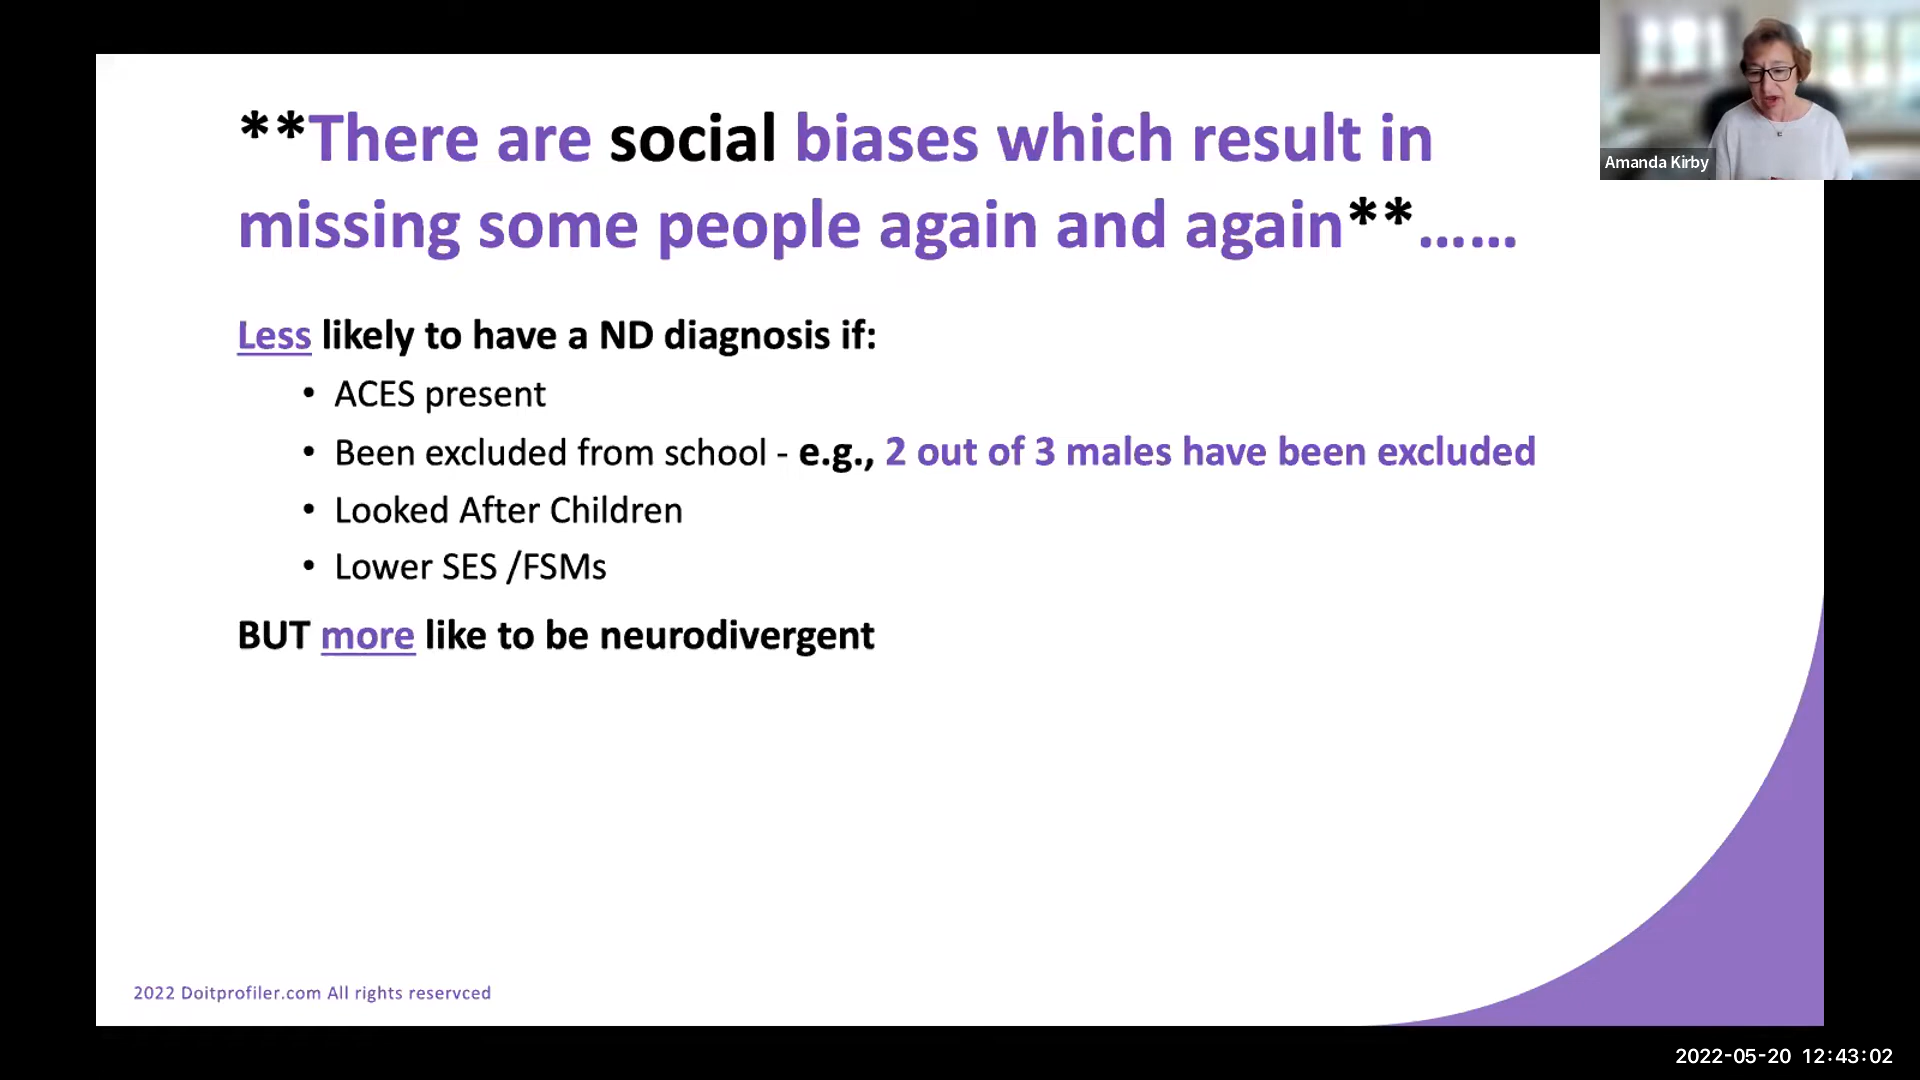 **There are social biases which result in
missing some people again and again**......
Less likely to have a ND diagnosis if:
• ACES present
• Been excluded from school - e.g., 2 out of 3 males have been excluded
• Looked After Children
• Lower SES /FSMs
BUT more like to be neurodivergent
2022 Doitprofiler.com All rights reservced
Amanda Kirby
2022-05-20 12:43:02